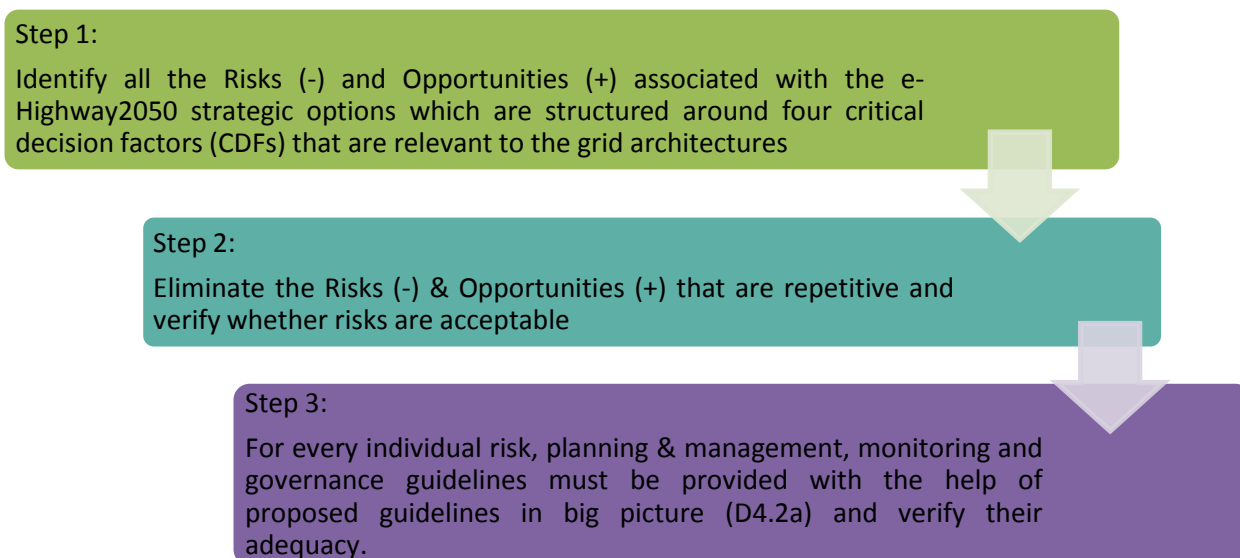 Step 1:
Identify all the Risks (-) and Opportunities (+) associated with the e-
Highway2050 strategic options which are structured around four critical
decision factors (CDFs) that are relevant to the grid architectures
Step 2:
Eliminate the Risks (-) & Opportunities (+) that are repetitive and
verify whether risks are acceptable
Step 3:
For every individual risk, planning & management, monitoring and
governance guidelines must be provided with the help of
proposed guidelines in big picture (D4.2a) and verify their
adequacy.